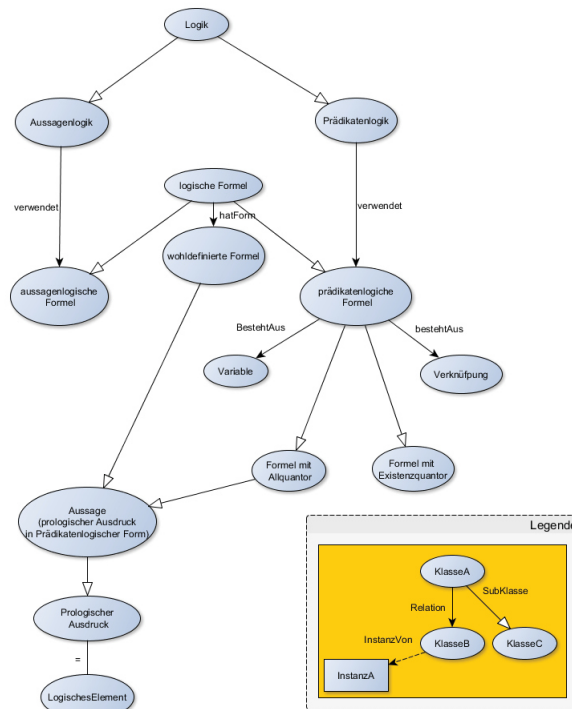 Logik
Aussagenlogik
Prädikatenlogik
logische Formel
verwendet
hatForm
verwendet
wohldefinierte Formel
aussagenlogische
Formel
prädikatenlogiche
Formel
BestehtAus
bestehtAus
Variable
Verknüfpung
Formel mit
Allquantor
Formel mit
Existenzquantor
Aussage
(prologischer Ausdruck
in Prädikatenlogischer Form)
Prologischer
Ausdruck
=
LogischesElement
Legende
KlasseA
SubKlasse
Relation
InstanzVon
KlasseB
KlasseC
InstanzA